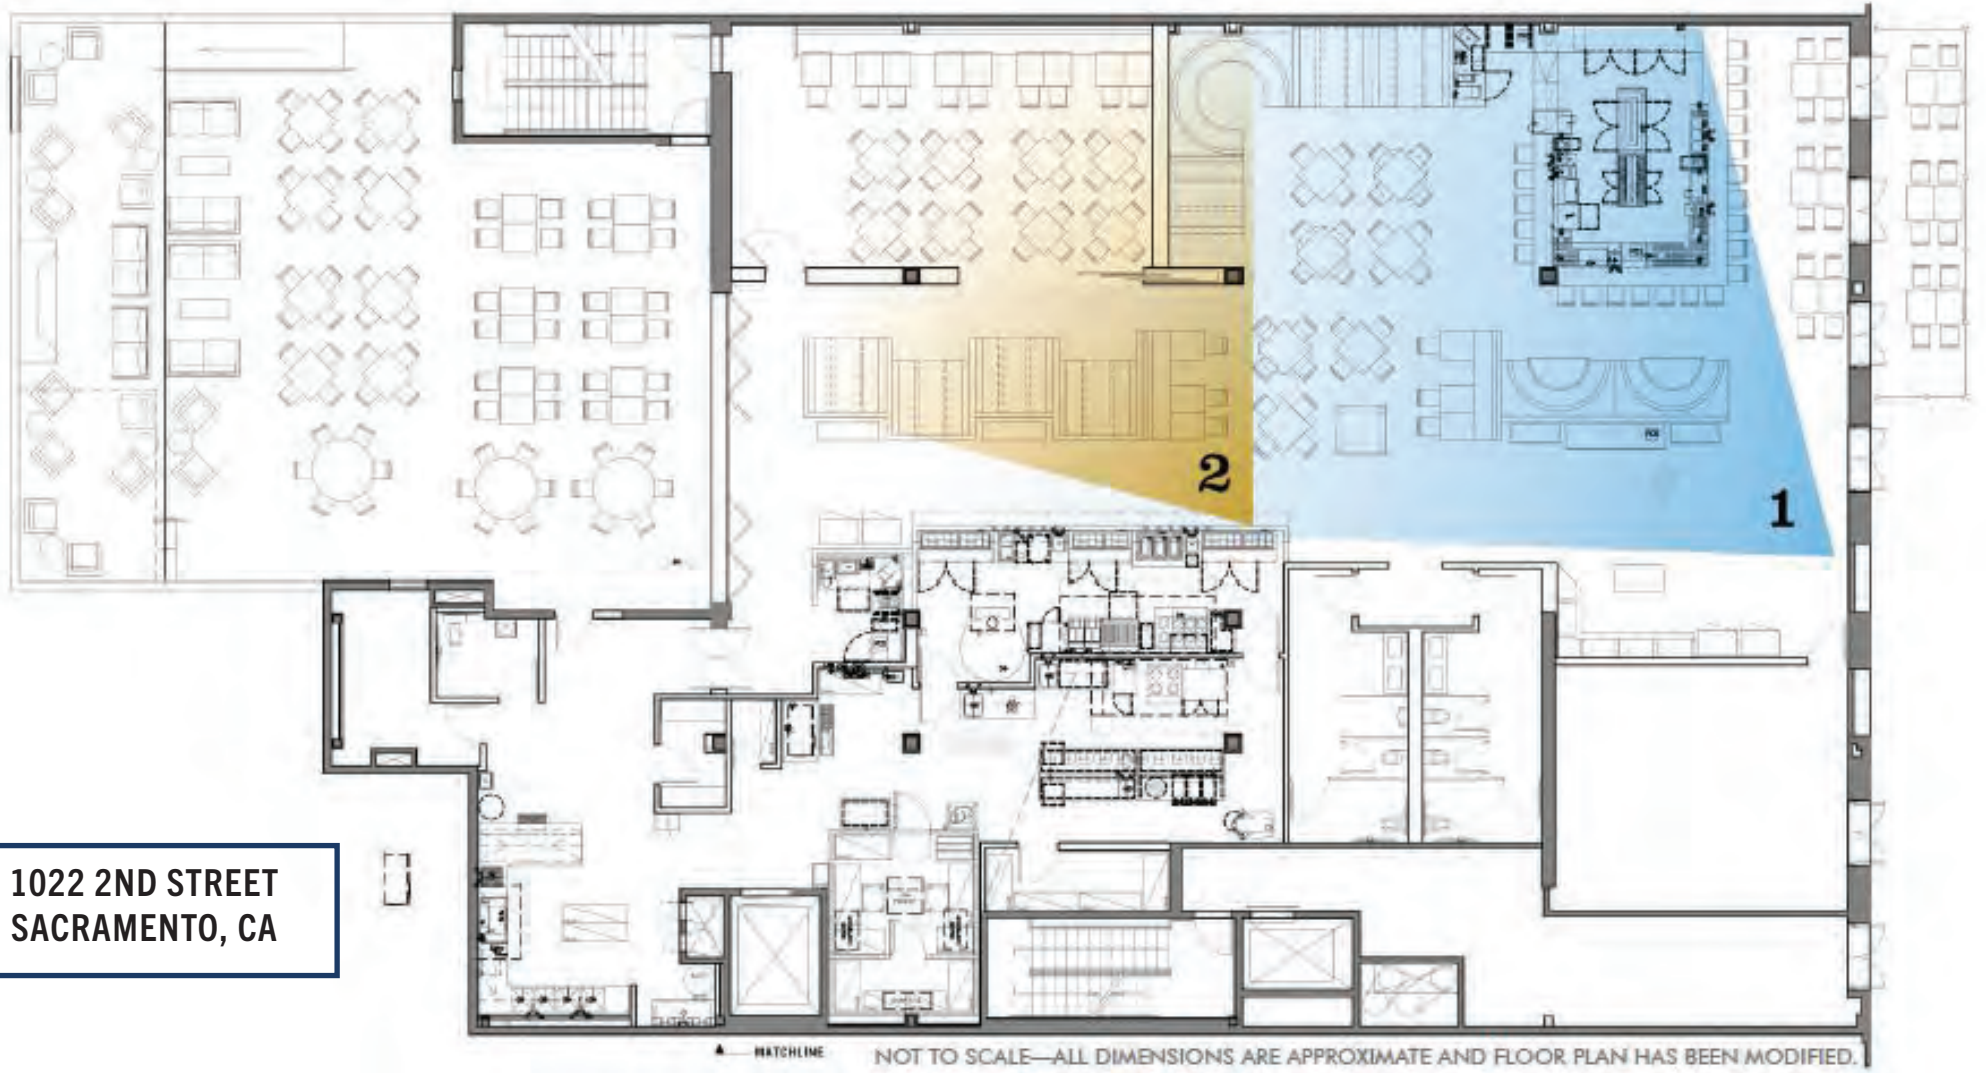 2
1
1022 2ND STREET
SACRAMENTO, CA
MATCHLINE
NOT TO SCALE—ALL DIMENSIONS ARE APPROXIMATE AND FLOOR PLAN HAS BEEN MODIFIED.